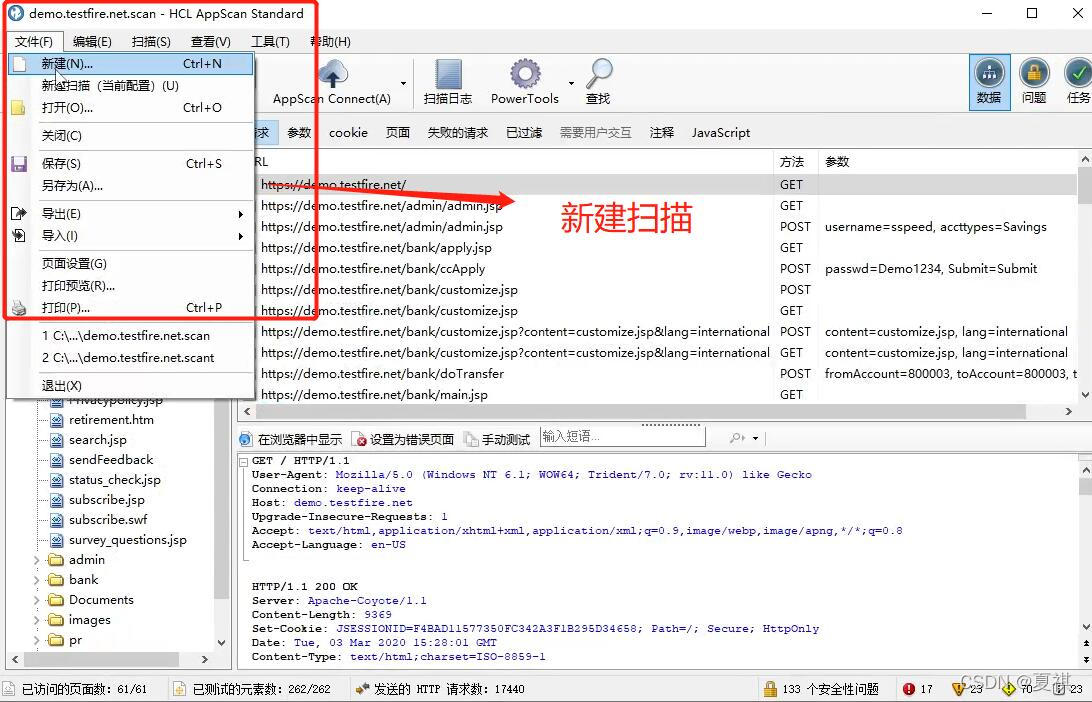 demo.testfire.net.scan - HCL AppScan Standard
文件(F) 编辑(E) 扫描(S) 查看(V) 工具(T) 帮助(H)
新建(N)... Ctrl+N
新建扫描（当前配置）(U)
打开(O)... Ctrl+O
关闭(C)
保存(S) Ctrl+S
另存为(A)...
导出(E)
导入(I)
页面设置(G)
打印预览(R)...
打印(P)... Ctrl+P
1 C:\...\demo.testfire.net.scan
2 C:\...\demo.testfire.net.scant
退出(X)
AppScan Connect(A) 扫描日志 PowerTools 查找 数据 问题 任务
求 参数 cookie 页面 失败的请求 已过滤 需要用户交互 注释 JavaScript
RL 方法 参数
https://demo.testfire.net/ GET
https://demo.testfire.net/admin/admin.jsp GET
https://demo.testfire.net/admin/admin.jsp POST username=sspeed, accttypes=Savings
https://demo.testfire.net/bank/apply.jsp GET
https://demo.testfire.net/bank/ccApply POST passwd=Demo1234, Submit=Submit
https://demo.testfire.net/bank/customize.jsp POST
https://demo.testfire.net/bank/customize.jsp GET
https://demo.testfire.net/bank/customize.jsp?content=customize.jsp&lang=international POST content=customize.jsp, lang=international
https://demo.testfire.net/bank/customize.jsp?content=customize.jsp&lang=international GET content=customize.jsp, lang=international
https://demo.testfire.net/bank/doTransfer POST fromAccount=800003, toAccount=800003, t
https://demo.testfire.net/bank/main.jsp GET
新建扫描
Privacypolicy.jsp
retirement.htm
search.jsp
sendFeedback
status_check.jsp
subscribe.jsp
subscribe.swf
survey_questions.jsp
admin
bank
Documents
images
pr
在浏览器中显示 设置为错误页面 手动测试 输入短语...
GET / HTTP/1.1
User-Agent: Mozilla/5.0 (Windows NT 6.1; WOW64; Trident/7.0; rv:11.0) like Gecko
Connection: keep-alive
Host: demo.testfire.net
Upgrade-Insecure-Requests: 1
Accept: text/html,application/xhtml+xml,application/xml;q=0.9,image/webp,image/apng,*/*;q=0.8
Accept-Language: en-US
HTTP/1.1 200 OK
Server: Apache-Coyote/1.1
Content-Length: 9369
Set-Cookie: JSESSIONID=F4BAD11577350FC342A3F1B295D34658; Path=/; Secure; HttpOnly
Date: Tue, 03 Mar 2020 15:28:01 GMT
Content-Type: text/html;charset=ISO-8859-1
已访问的页面数: 61/61 已测试的元素数: 262/262 发送的 HTTP 请求数: 17440 133 个安全性问题 17 23 70 23
CSDN @夏祺